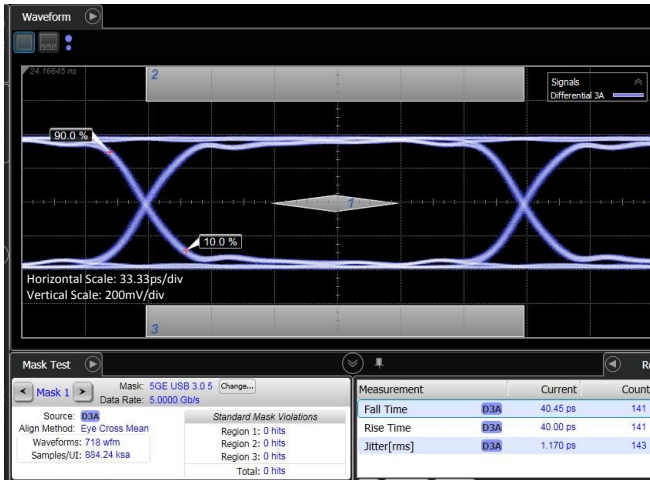 Waveform
24.16645 ns
2
Signals
Differential 3A
90.0 %
1
10.0 %
Horizontal Scale: 33.33ps/div
Vertical Scale: 200mV/div
3
Mask Test
Mask 1
Mask: 5GE USB 3.0 5 Change...
Data Rate: 5.0000 Gb/s
Source: D3A
Align Method: Eye Cross Mean
Waveforms: 718 wfm
Samples/UI: 884.24 ksa
Standard Mask Violations
Region 1: 0 hits
Region 2: 0 hits
Region 3: 0 hits
Total: 0 hits
Measurement Current Count
Fall Time D3A 40.45 ps 141
Rise Time D3A 40.00 ps 141
Jitter[rms] D3A 1.170 ps 143